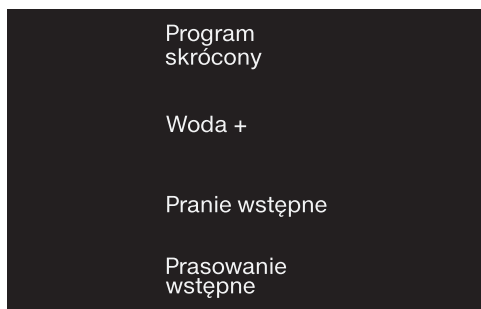 Program
skrócony
Woda +
Pranie wstępne
Prasowanie
wstępne